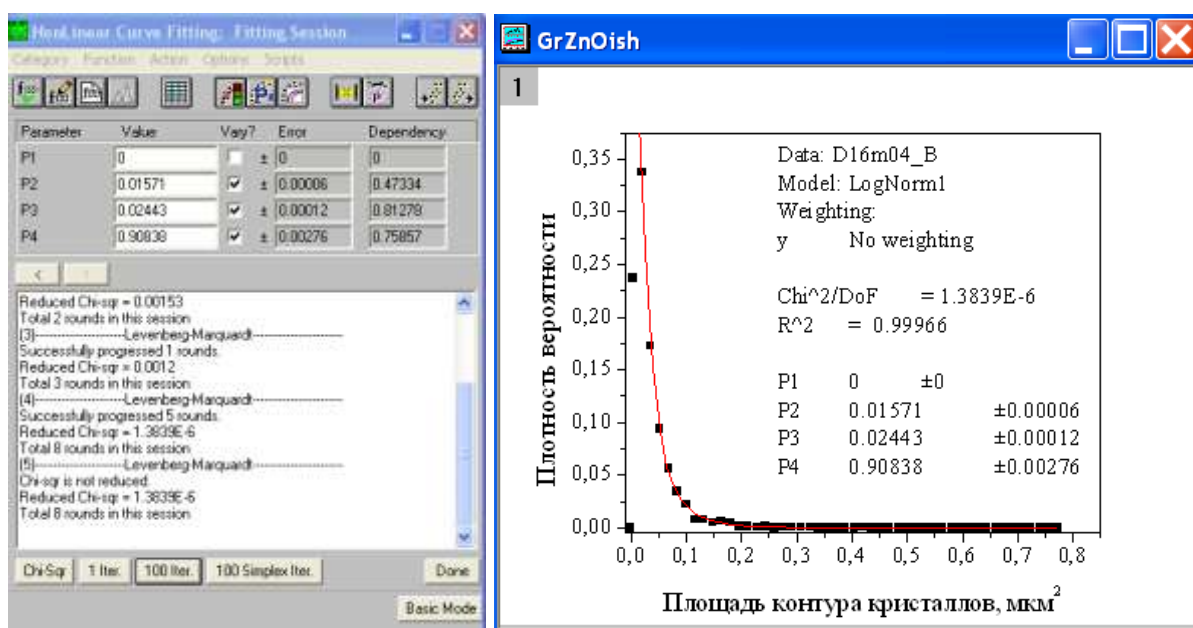 NonLinear Curve Fitting: Fitting Session
Category Function Action Options Scripts
Parameter Value Vary? Error Dependency
P1 0 ± 0 0
P2 0.01571 ± 0.00006 0.47334
P3 0.02443 ± 0.00012 0.81278
P4 0.90838 ± 0.00276 0.75857
Reduced Chi-sqr = 0.00153
Total 2 rounds in this session
(3)--------------------Levenberg-Marquardt--------------------
Successfully progressed 1 rounds.
Reduced Chi-sqr = 0.0012
Total 3 rounds in this session
(4)--------------------Levenberg-Marquardt--------------------
Successfully progressed 5 rounds.
Reduced Chi-sqr = 1.3839E-6
Total 8 rounds in this session
(5)--------------------Levenberg-Marquardt--------------------
Chi-sqr is not reduced.
Reduced Chi-sqr = 1.3839E-6
Total 8 rounds in this session
Chi-Sqr 1 Iter. 100 Iter. 100 Simplex Iter. Done
Basic Mode
GrZnOish
1
Плотность вероятности
0,35
0,30
0,25
0,20
0,15
0,10
0,05
0,00
Data: D16m04_B
Model: LogNorm1
Weighting:
y No weighting
Chi^2/DoF = 1.3839E-6
R^2 = 0.99966
P1 0 ±0
P2 0.01571 ±0.00006
P3 0.02443 ±0.00012
P4 0.90838 ±0.00276
0,0 0,1 0,2 0,3 0,4 0,5 0,6 0,7 0,8
Площадь контура кристаллов, мкм²